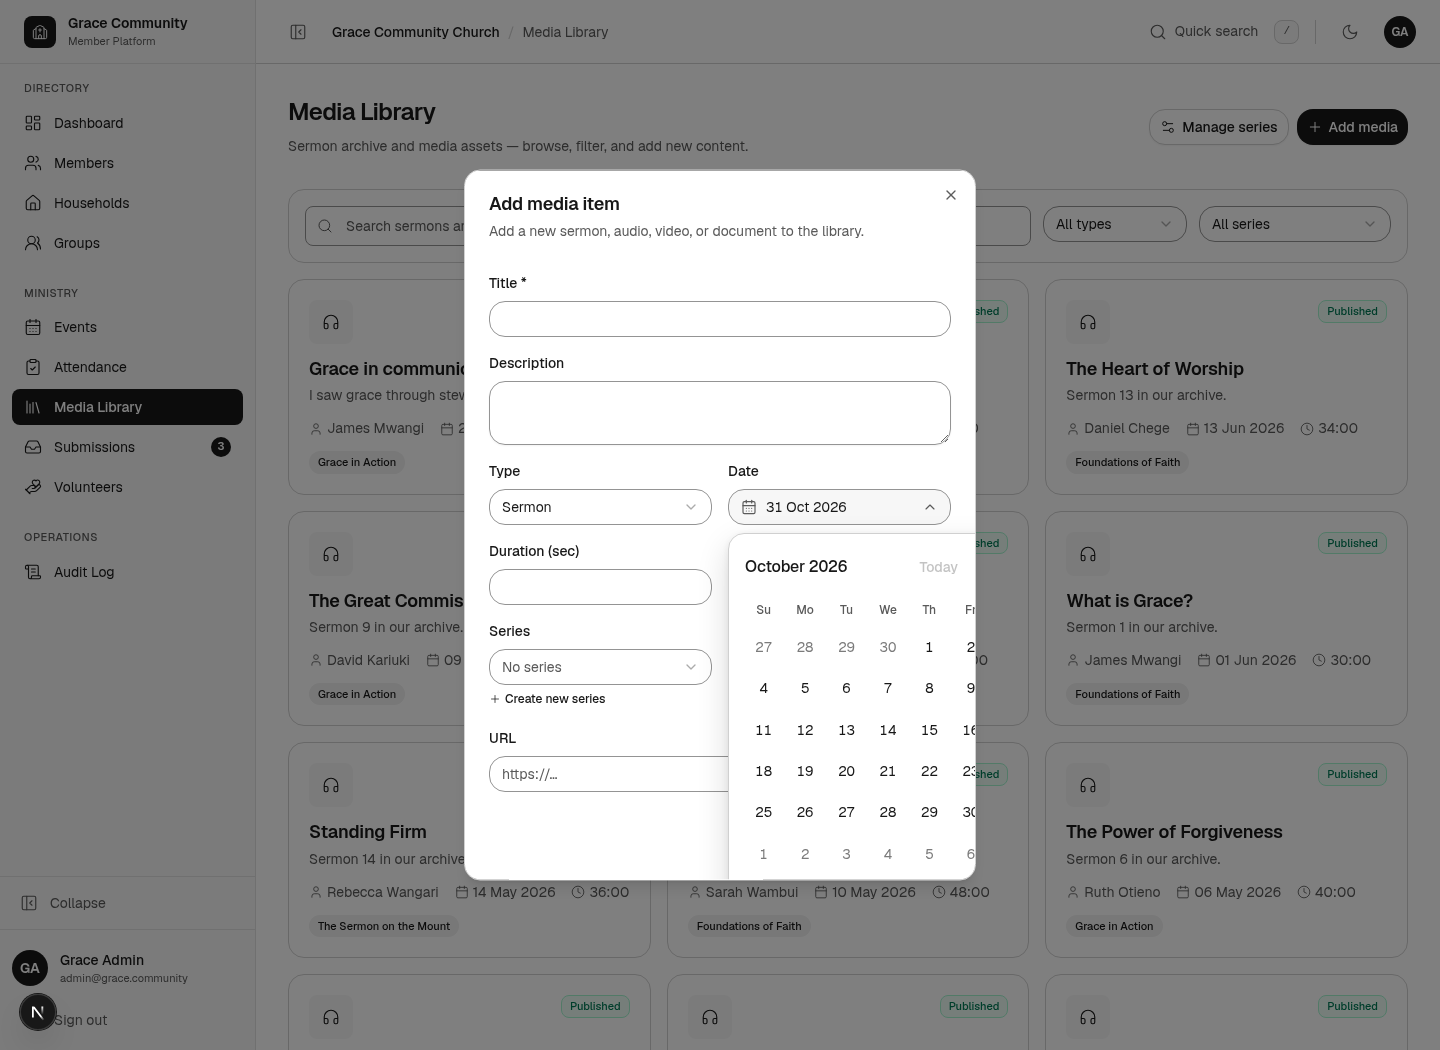 Grace Community
Member Platform
Grace Community Church / Media Library
Quick search /
GA
DIRECTORY
Dashboard
Members
Households
Groups
MINISTRY
Events
Attendance
Media Library
Submissions 3
Volunteers
OPERATIONS
Audit Log
Collapse
GA
Grace Admin
admin@grace.community
N
Sign out
Media Library
Sermon archive and media assets — browse, filter, and add new content.
Manage series
Add media
Search sermons
All types
All series
Add media item
Add a new sermon, audio, video, or document to the library.
Title *
Description
Type
Sermon
Date
31 Oct 2026
Duration (sec)
Series
No series
Create new series
URL
https://…
October 2026
Today
Su Mo Tu We Th
27 28 29 30 1 2
4 5 6 7 8 9
11 12 13 14 15 16
18 19 20 21 22 23
25 26 27 28 29 30
1 2 3 4 5 6
Grace in
I saw grace through
James Mwangi
Grace in Action
Published
The Heart of Worship
Sermon 13 in our archive.
Daniel Chege 13 Jun 2026 34:00
Foundations of Faith
The Great
Sermon 9 in our archive.
David Kariuki 09
Grace in Action
Published
What is Grace?
Sermon 1 in our archive.
James Mwangi 01 Jun 2026 30:00
Foundations of Faith
Standing Firm
Sermon 14 in our archive
Rebecca Wangari 14 May 2026 36:00
The Sermon on the Mount
Sarah Wambui 10 May 2026 48:00
Foundations of Faith
Published
The Power of Forgiveness
Sermon 6 in our archive.
Ruth Otieno 06 May 2026 40:00
Grace in Action
Published
Published
Published